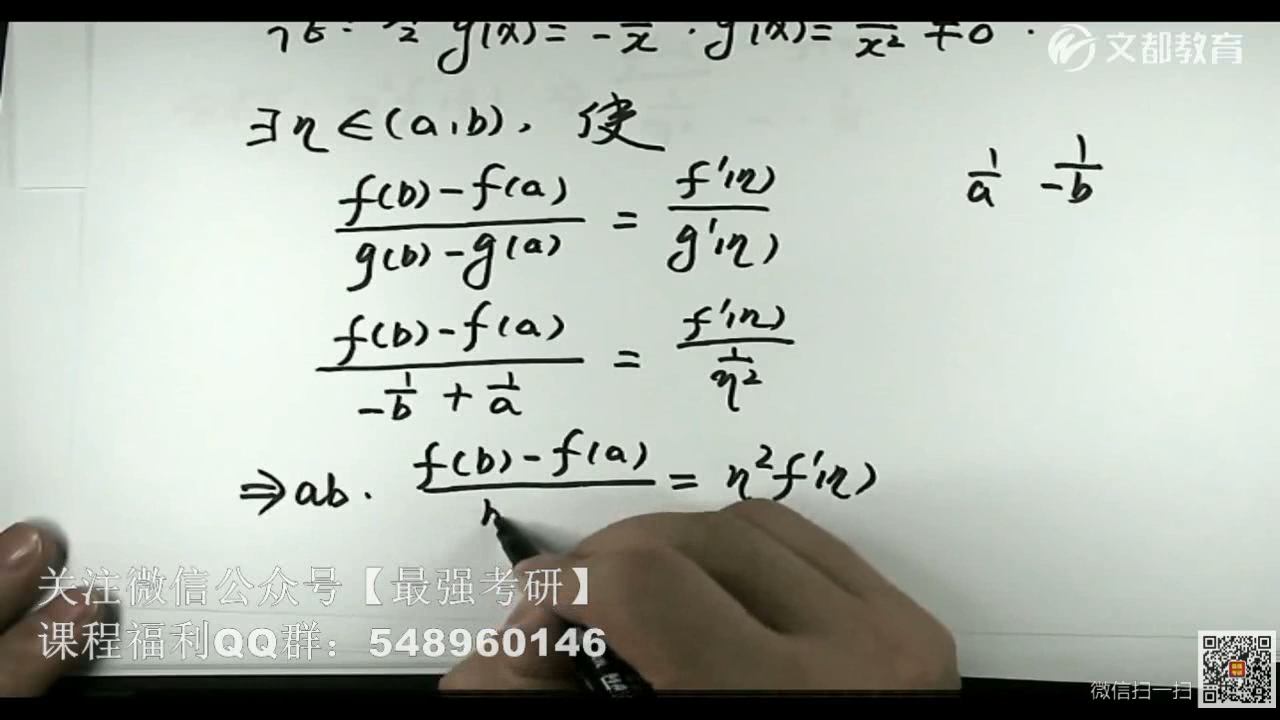 g(x) = -1/x · g'(x) = 1/x² ≠ 0 ·
文都教育
∃η∈(a,b), 使
(f(b)-f(a))/(g(b)-g(a)) = f'(η)/g'(η)
1/a 1/-b
(f(b)-f(a))/(-1/b + 1/a) = f'(η)/(1/η²)
⇒ab · (f(b)-f(a))/ = η²f'(η)
关注微信公众号【最强考研】
课程福利QQ群：548960146
微信扫一扫